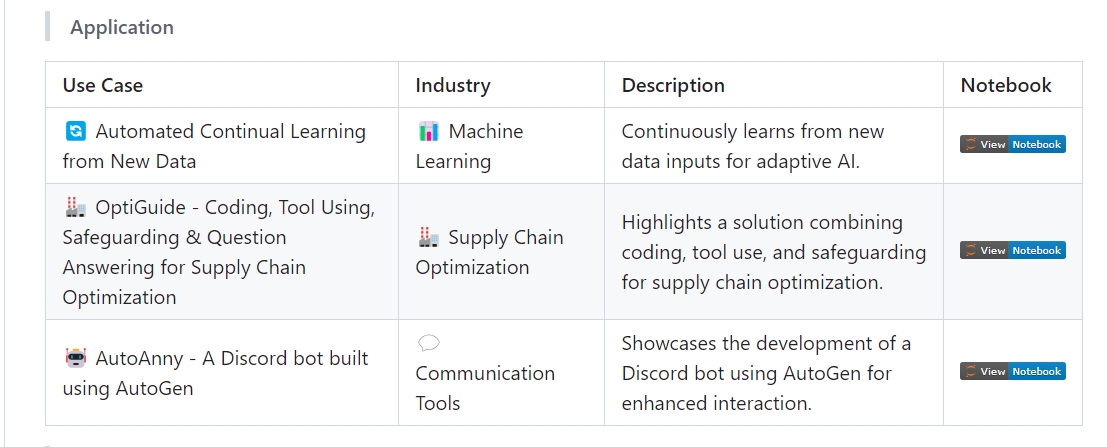 Application
Use Case Industry Description Notebook
🔄 Automated Continual Learning
from New Data
📊 Machine
Learning
Continuously learns from new
data inputs for adaptive AI.
View Notebook
🏭 OptiGuide - Coding, Tool Using,
Safeguarding & Question
Answering for Supply Chain
Optimization
🏭 Supply Chain
Optimization
Highlights a solution combining
coding, tool use, and safeguarding
for supply chain optimization.
View Notebook
🤖 AutoAnny - A Discord bot built
using AutoGen
💬
Communication
Tools
Showcases the development of a
Discord bot using AutoGen for
enhanced interaction.
View Notebook